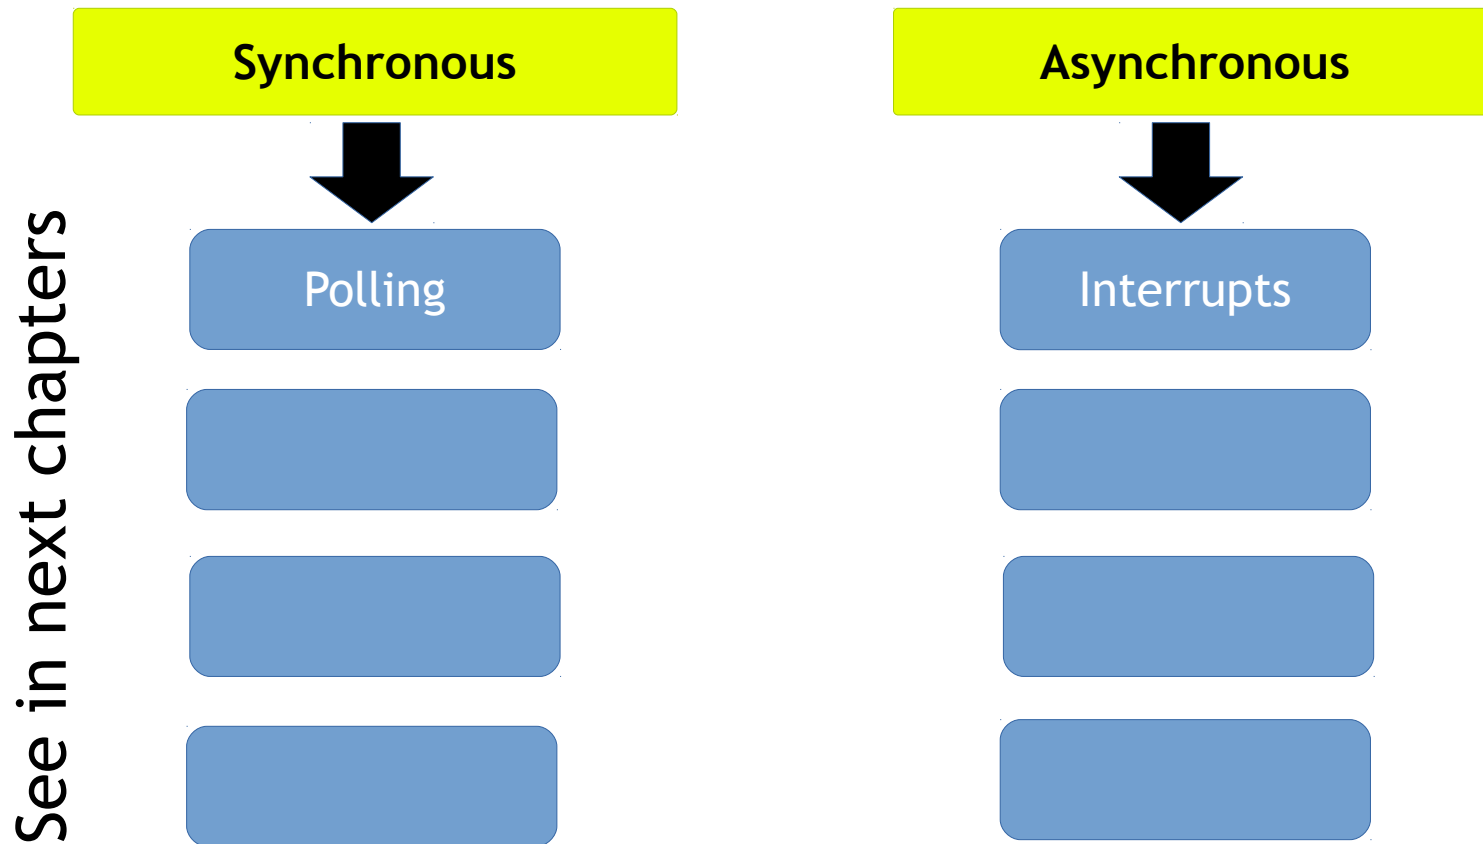 Synchronous
Asynchronous
Polling
Interrupts
See in next chapters